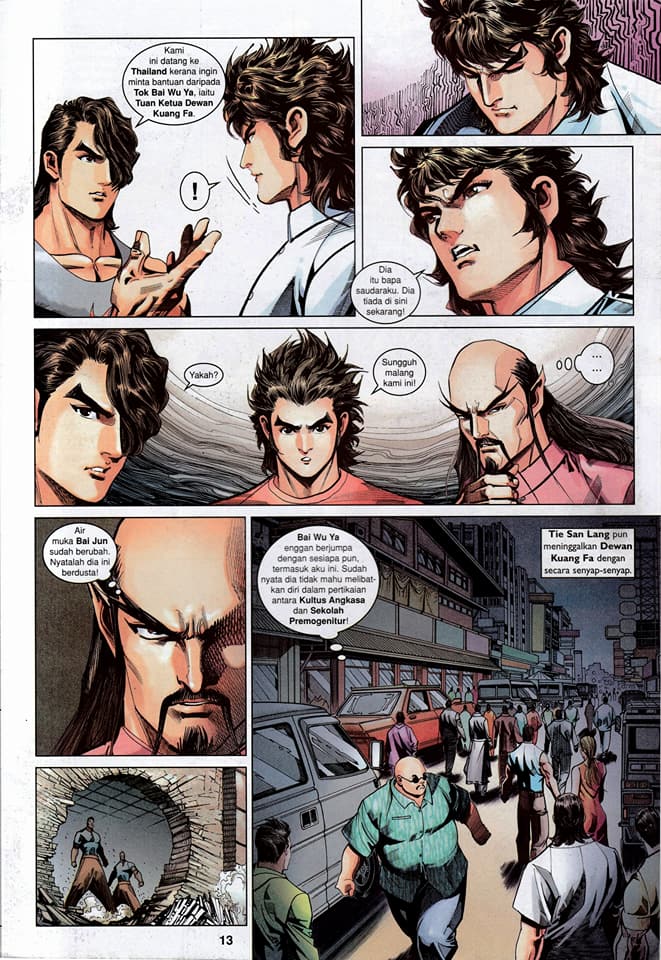 Kami
ini datang ke
Thailand kerana ingin
minta bantuan daripada
Tok Bai Wu Ya, iaitu
Tuan Ketua Dewan
Kuang Fa.
!
Dia
itu bapa
saudaraku. Dia
tiada di sini
sekarang!
Yakah?
Sungguh
malang
kami ini!
...
...
Air
muka Bai Jun
sudah berubah.
Nyatalah dia ini
berdusta!
Bai Wu Ya
enggan berjumpa
dengan sesiapa pun,
termasuk aku ini. Sudah
nyata dia tidak mahu melibat-
kan diri dalam pertikaian
antara Kultus Angkasa
dan Sekolah
Premogenitur!
Tie San Lang pun
meninggalkan Dewan
Kuang Fa dengan
secara senyap-senyap.
13